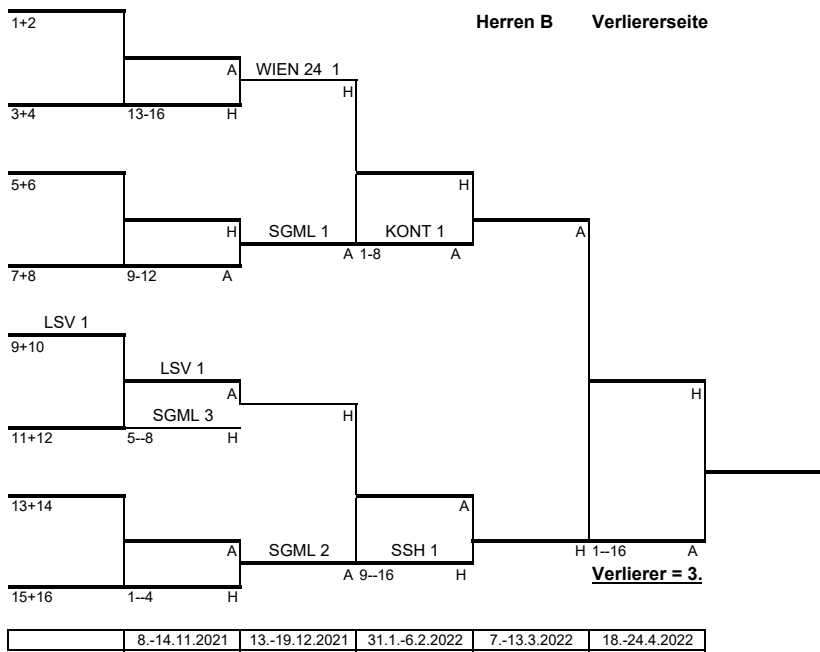 Herren B Verliererseite
1+2
A WIEN 24 1
H
3+4 13-16 H
5+6 H
H SGML 1 KONT 1 A
A 1-8 A
7+8 9-12 A
LSV 1
9+10
LSV 1
A H
SGML 3 H
11+12 5--8 H
13+14 A
A SGML 2 SSH 1 H 1--16 A
A 9--16 H Verlierer = 3.
15+16 1--4 H
8.-14.11.2021 13.-19.12.2021 31.1.-6.2.2022 7.-13.3.2022 18.-24.4.2022